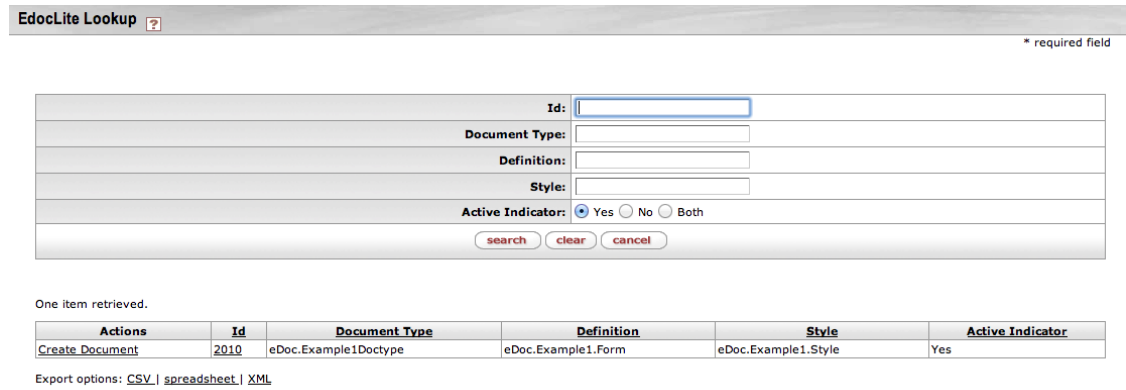 EdocLite Lookup ?
* required field
Id:
Document Type:
Definition:
Style:
Active Indicator: Yes No Both
search clear cancel
One item retrieved.
Actions Id Document Type Definition Style Active Indicator
Create Document 2010 eDoc.Example1Doctype eDoc.Example1.Form eDoc.Example1.Style Yes
Export options: CSV | spreadsheet | XML